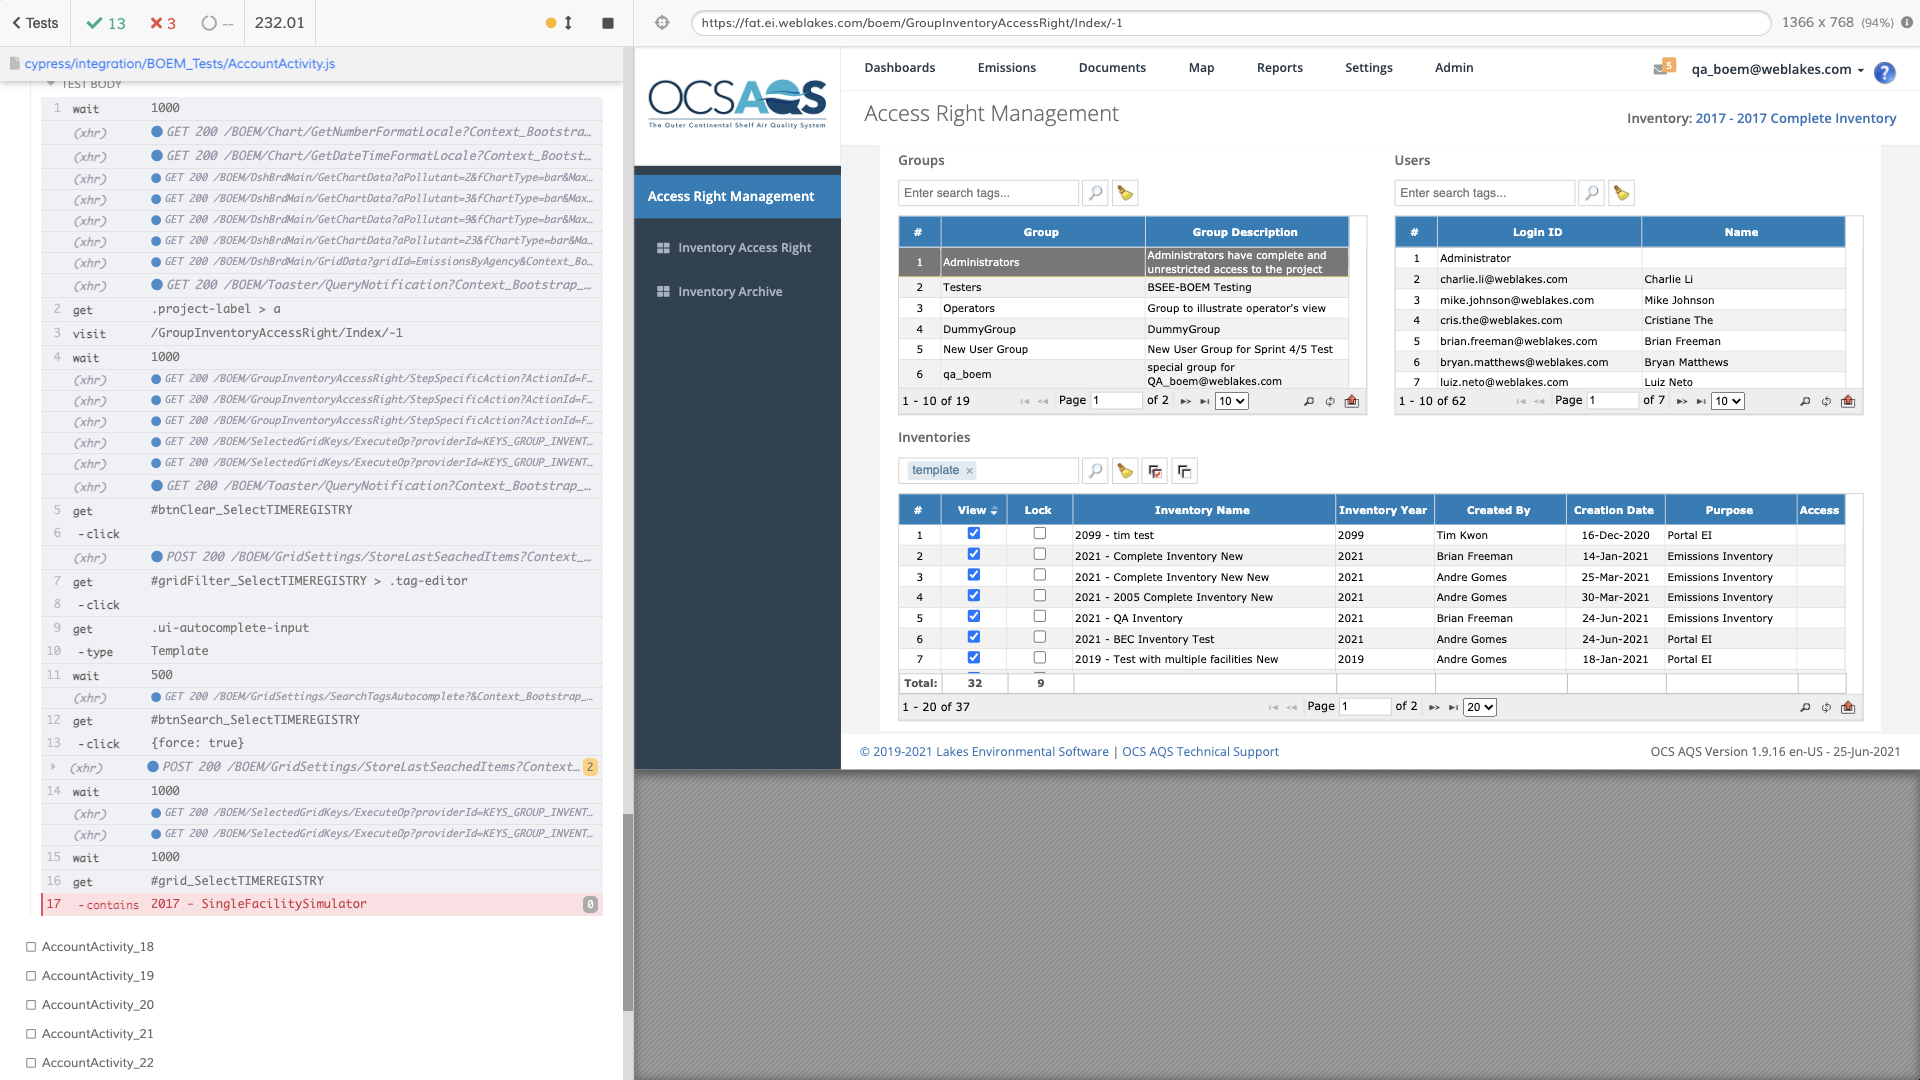 Tests
13
3
--
232.01
cypress/integration/BOEM_Tests/AccountActivity.js
TEST BODY
1 wait 1000
(xhr) GET 200 /BOEM/Chart/GetNumberFormatLocale?Context_Bootstra...
(xhr) GET 200 /BOEM/Chart/GetDateTimeFormatLocale?Context_Bootst...
(xhr) GET 200 /BOEM/DshBrdMain/GetChartData?aPollutant=2&fChartType=bar&Max...
(xhr) GET 200 /BOEM/DshBrdMain/GetChartData?aPollutant=3&fChartType=bar&Max...
(xhr) GET 200 /BOEM/DshBrdMain/GetChartData?aPollutant=9&fChartType=bar&Max...
(xhr) GET 200 /BOEM/DshBrdMain/GetChartData?aPollutant=23&fChartType=bar&Ma...
(xhr) GET 200 /BOEM/DshBrdMain/GridData?gridId=EmissionsByAgency&Context_Bo...
(xhr) GET 200 /BOEM/Toaster/QueryNotification?Context_Bootstrap_...
2 get .project-label > a
3 visit /GroupInventoryAccessRight/Index/-1
4 wait 1000
(xhr) GET 200 /BOEM/GroupInventoryAccessRight/StepSpecificAction?ActionId=F...
(xhr) GET 200 /BOEM/GroupInventoryAccessRight/StepSpecificAction?ActionId=F...
(xhr) GET 200 /BOEM/GroupInventoryAccessRight/StepSpecificAction?ActionId=F...
(xhr) GET 200 /BOEM/SelectedGridKeys/ExecuteOp?providerId=KEYS_GROUP_INVENT...
(xhr) GET 200 /BOEM/SelectedGridKeys/ExecuteOp?providerId=KEYS_GROUP_INVENT...
(xhr) GET 200 /BOEM/Toaster/QueryNotification?Context_Bootstrap_...
5 get #btnClear_SelectTIMEREGISTRY
6 -click
(xhr) POST 200 /BOEM/GridSettings/StoreLastSeachedItems?Context_...
7 get #gridFilter_SelectTIMEREGISTRY > .tag-editor
8 -click
9 get .ui-autocomplete-input
10 -type Template
11 wait 500
(xhr) GET 200 /BOEM/GridSettings/SearchTagsAutocomplete?&Context_Bootstrap_...
12 get #btnSearch_SelectTIMEREGISTRY
13 -click {force: true}
(xhr) POST 200 /BOEM/GridSettings/StoreLastSeachedItems?Context... 2
14 wait 1000
(xhr) GET 200 /BOEM/SelectedGridKeys/ExecuteOp?providerId=KEYS_GROUP_INVENT...
(xhr) GET 200 /BOEM/SelectedGridKeys/ExecuteOp?providerId=KEYS_GROUP_INVENT...
15 wait 1000
16 get #grid_SelectTIMEREGISTRY
17 -contains 2017 - SingleFacilitySimulator 0
AccountActivity_18
AccountActivity_19
AccountActivity_20
AccountActivity_21
AccountActivity_22
https://fat.ei.weblakes.com/boem/GroupInventoryAccessRight/Index/-1
1366 x 768 (94%)
OCSAQS
The Outer Continental Shelf Air Quality System
Dashboards Emissions Documents Map Reports Settings Admin
5 qa_boem@weblakes.com ?
Access Right Management
Inventory: 2017 - 2017 Complete Inventory
Access Right Management
Inventory Access Right
Inventory Archive
Groups
Enter search tags...
# Group Group Description
1 Administrators Administrators have complete and unrestricted access to the project
2 Testers BSEE-BOEM Testing
3 Operators Group to illustrate operator's view
4 DummyGroup DummyGroup
5 New User Group New User Group for Sprint 4/5 Test
6 qa_boem special group for QA_boem@weblakes.com
1 - 10 of 19 Page 1 of 2 10
Users
Enter search tags...
# Login ID Name
1 Administrator
2 charlie.li@weblakes.com Charlie Li
3 mike.johnson@weblakes.com Mike Johnson
4 cris.the@weblakes.com Cristiane The
5 brian.freeman@weblakes.com Brian Freeman
6 bryan.matthews@weblakes.com Bryan Matthews
7 luiz.neto@weblakes.com Luiz Neto
1 - 10 of 62 Page 1 of 7 10
Inventories
template ×
# View Lock Inventory Name Inventory Year Created By Creation Date Purpose Access
1 2099 - tim test 2099 Tim Kwon 16-Dec-2020 Portal EI
2 2021 - Complete Inventory New 2021 Brian Freeman 14-Jan-2021 Emissions Inventory
3 2021 - Complete Inventory New New 2021 Andre Gomes 25-Mar-2021 Emissions Inventory
4 2021 - 2005 Complete Inventory New 2021 Andre Gomes 30-Mar-2021 Emissions Inventory
5 2021 - QA Inventory 2021 Brian Freeman 24-Jun-2021 Emissions Inventory
6 2021 - BEC Inventory Test 2021 Andre Gomes 24-Jun-2021 Portal EI
7 2019 - Test with multiple facilities New 2019 Andre Gomes 18-Jan-2021 Portal EI
Total: 32 9
1 - 20 of 37 Page 1 of 2 20
© 2019-2021 Lakes Environmental Software | OCS AQS Technical Support
OCS AQS Version 1.9.16 en-US - 25-Jun-2021